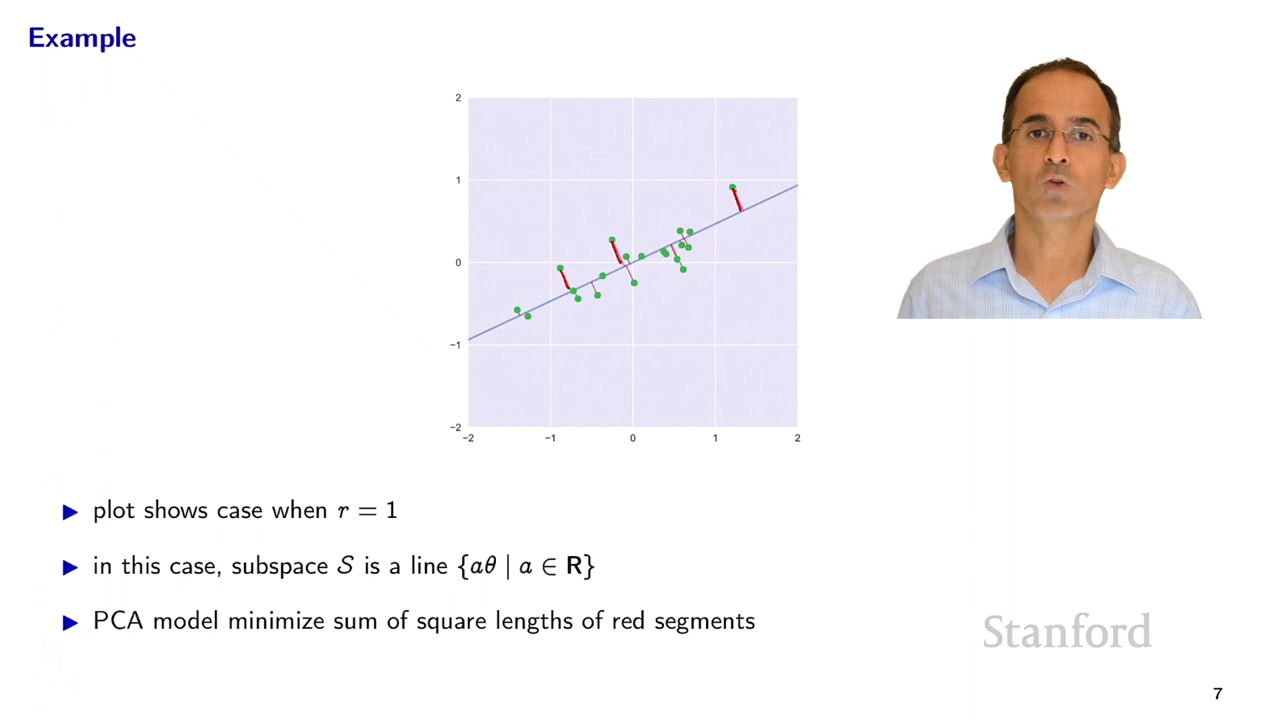 Example
2
1
0
−1
−2
−2 −1 0 1 2
▶ plot shows case when r = 1
▶ in this case, subspace 𝒮 is a line {aθ | a ∈ R}
▶ PCA model minimize sum of square lengths of red segments
Stanford
7